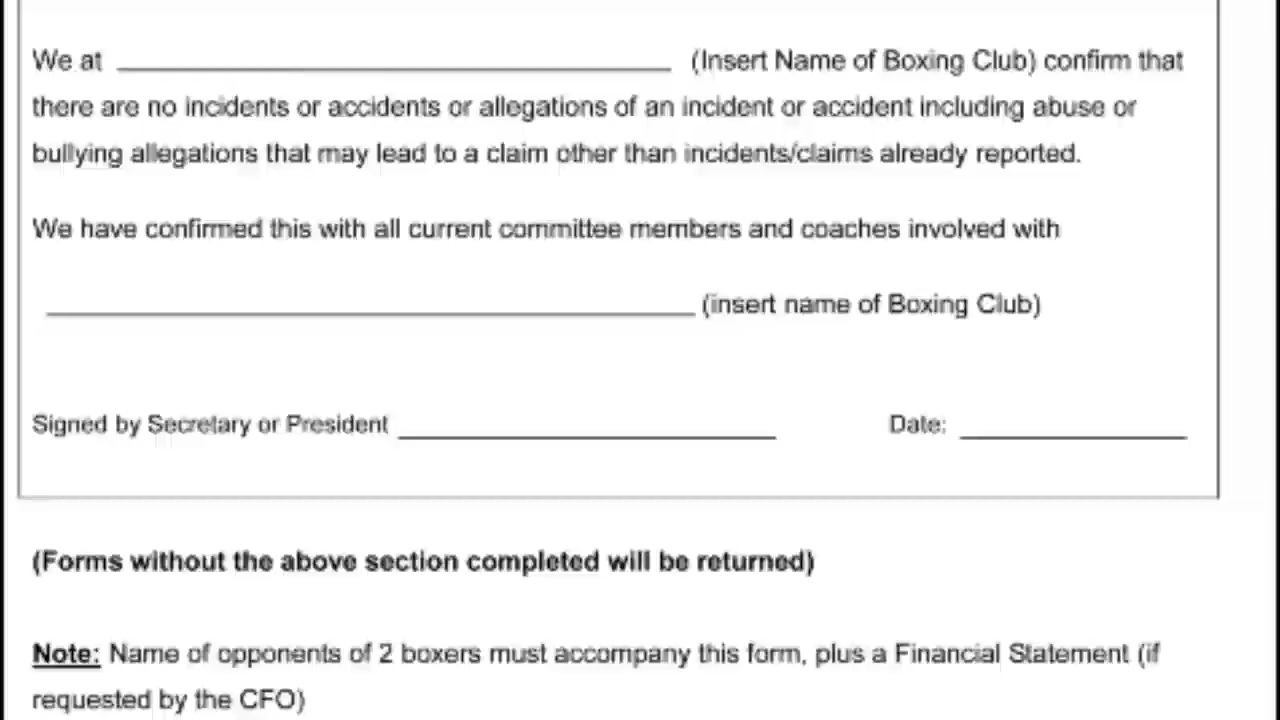 We at (Insert Name of Boxing Club) confirm that
there are no incidents or accidents or allegations of an incident or accident including abuse or
bullying allegations that may lead to a claim other than incidents/claims already reported.
We have confirmed this with all current committee members and coaches involved with
(insert name of Boxing Club)
Signed by Secretary or President Date:
(Forms without the above section completed will be returned)
Note: Name of opponents of 2 boxers must accompany this form, plus a Financial Statement (if
requested by the CFO)